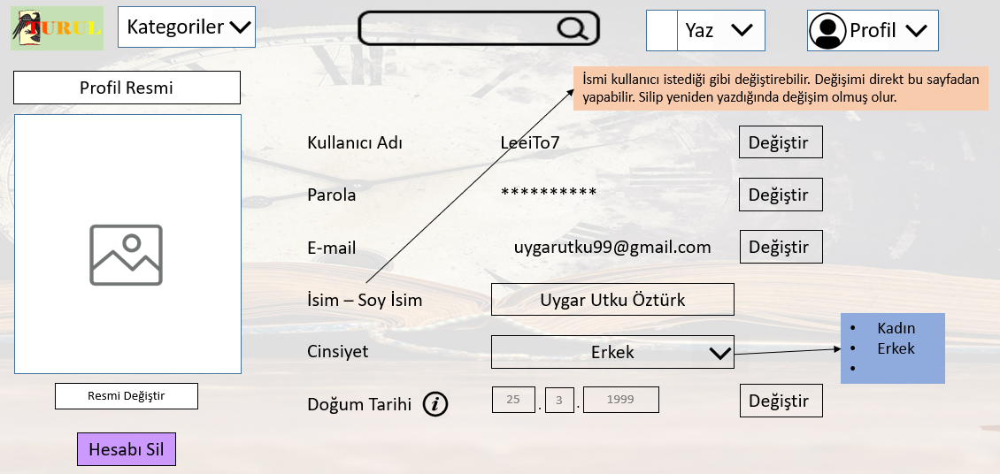 TURUL
Kategoriler
Yaz
Profil
Profil Resmi
İsmi kullanıcı istediği gibi değiştirebilir. Değişimi direkt bu sayfadan
yapabilir. Silip yeniden yazdığında değişim olmuş olur.
Kullanıcı Adı LeeiTo7 Değiştir
Parola ********** Değiştir
E-mail uygarutku99@gmail.com Değiştir
İsim – Soy İsim Uygar Utku Öztürk
Cinsiyet Erkek
• Kadın
• Erkek
•
Doğum Tarihi i 25 . 3 . 1999 Değiştir
Resmi Değiştir
Hesabı Sil